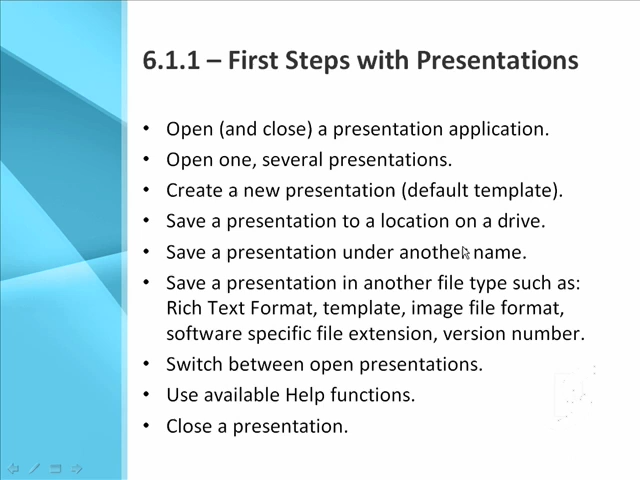 6.1.1 – First Steps with Presentations
• Open (and close) a presentation application.
• Open one, several presentations.
• Create a new presentation (default template).
• Save a presentation to a location on a drive.
• Save a presentation under another name.
• Save a presentation in another file type such as:
Rich Text Format, template, image file format,
software specific file extension, version number.
• Switch between open presentations.
• Use available Help functions.
• Close a presentation.